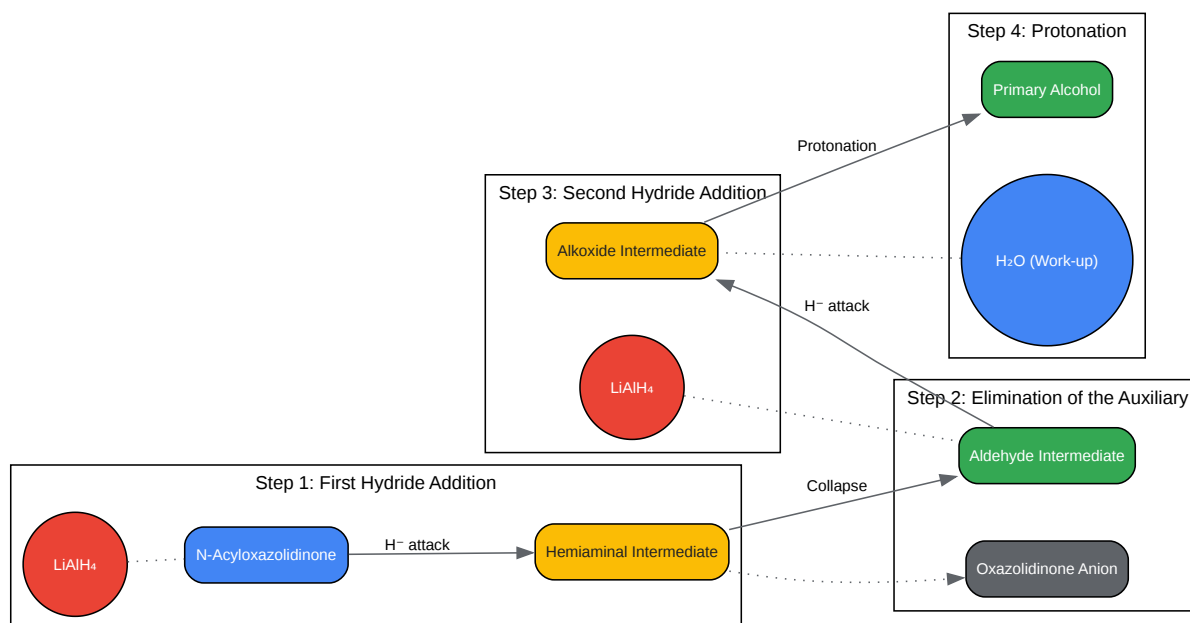 Step 4: Protonation
Primary Alcohol
H₂O (Work-up)
Protonation
Step 3: Second Hydride Addition
Alkoxide Intermediate
LiAlH₄
H⁻ attack
Step 2: Elimination of the Auxiliary
Aldehyde Intermediate
Oxazolidinone Anion
Collapse
Step 1: First Hydride Addition
LiAlH₄
N-Acyloxazolidinone
H⁻ attack
Hemiaminal Intermediate